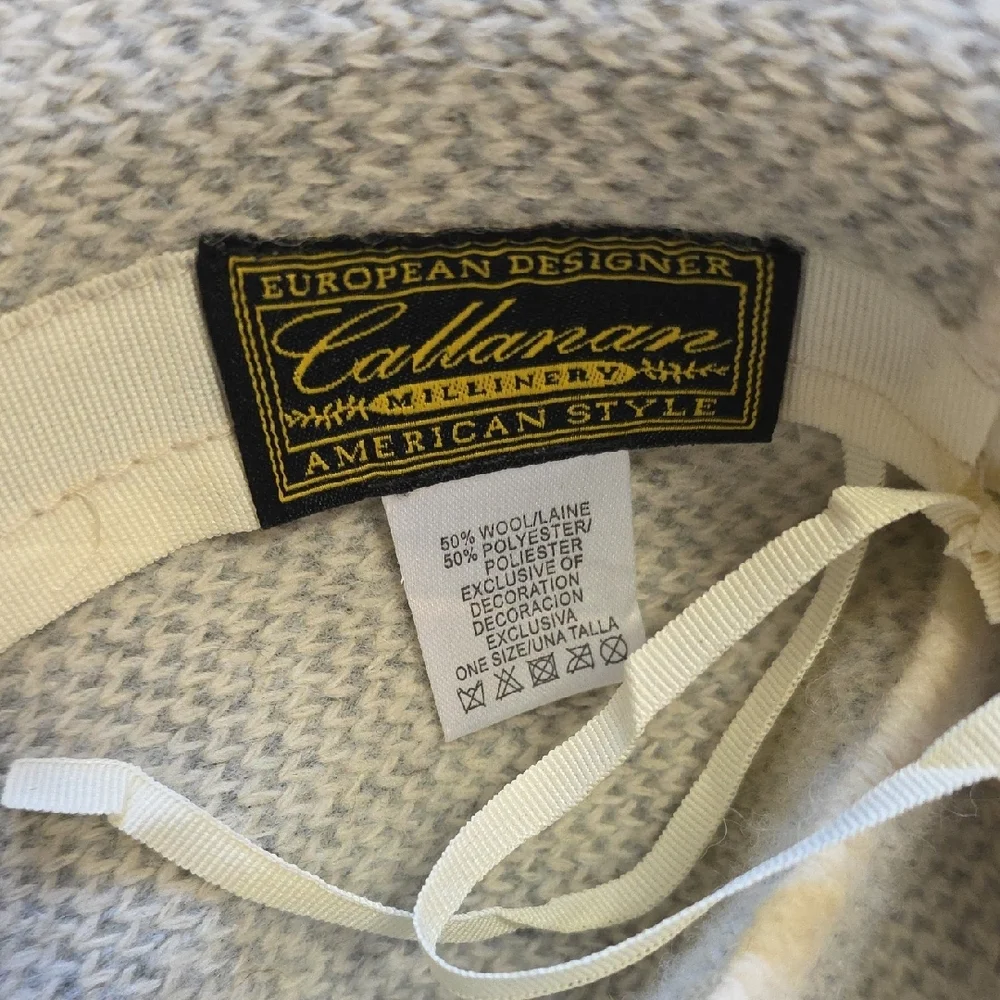 EUROPEAN DESIGNER
Callanan
MILLINERY
AMERICAN STYLE
50% WOOL/LAINE
50% POLYESTER/
POLIESTER
EXCLUSIVE OF
DECORATION
DECORACION
EXCLUSIVA
ONE SIZE/UNA TALLA